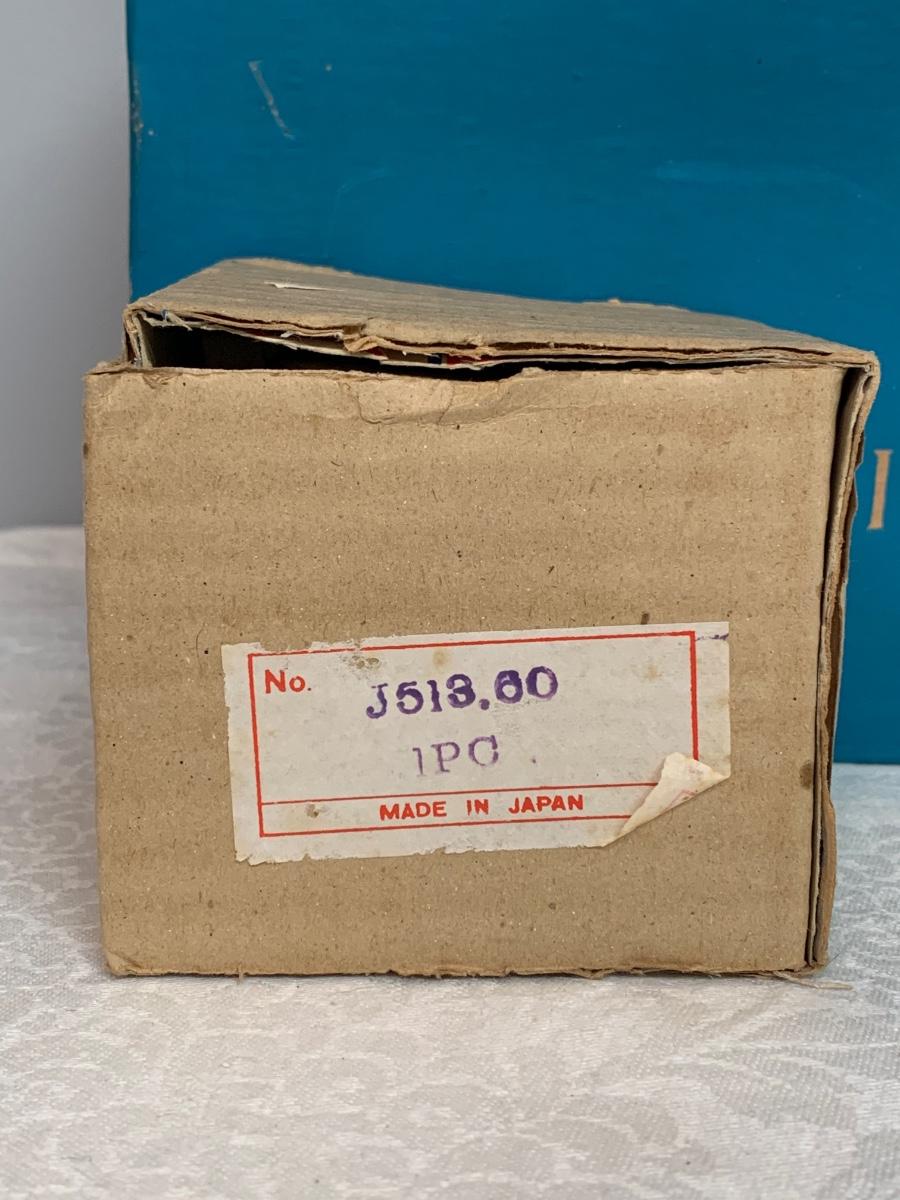 No. J513.60
1PC
MADE IN JAPAN
I